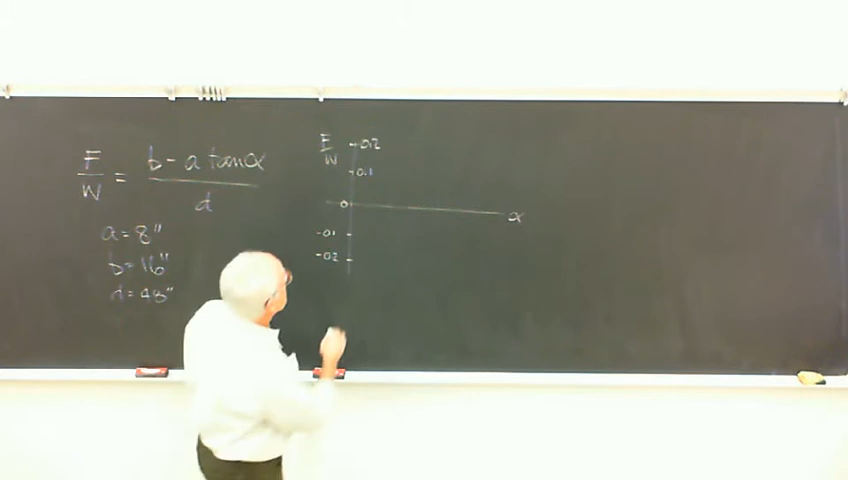 F/W = (b - a tanα)/d
a = 8"
b = 16"
d = 48"
F/W
0.2
0.1
0
-0.1
-0.2
α